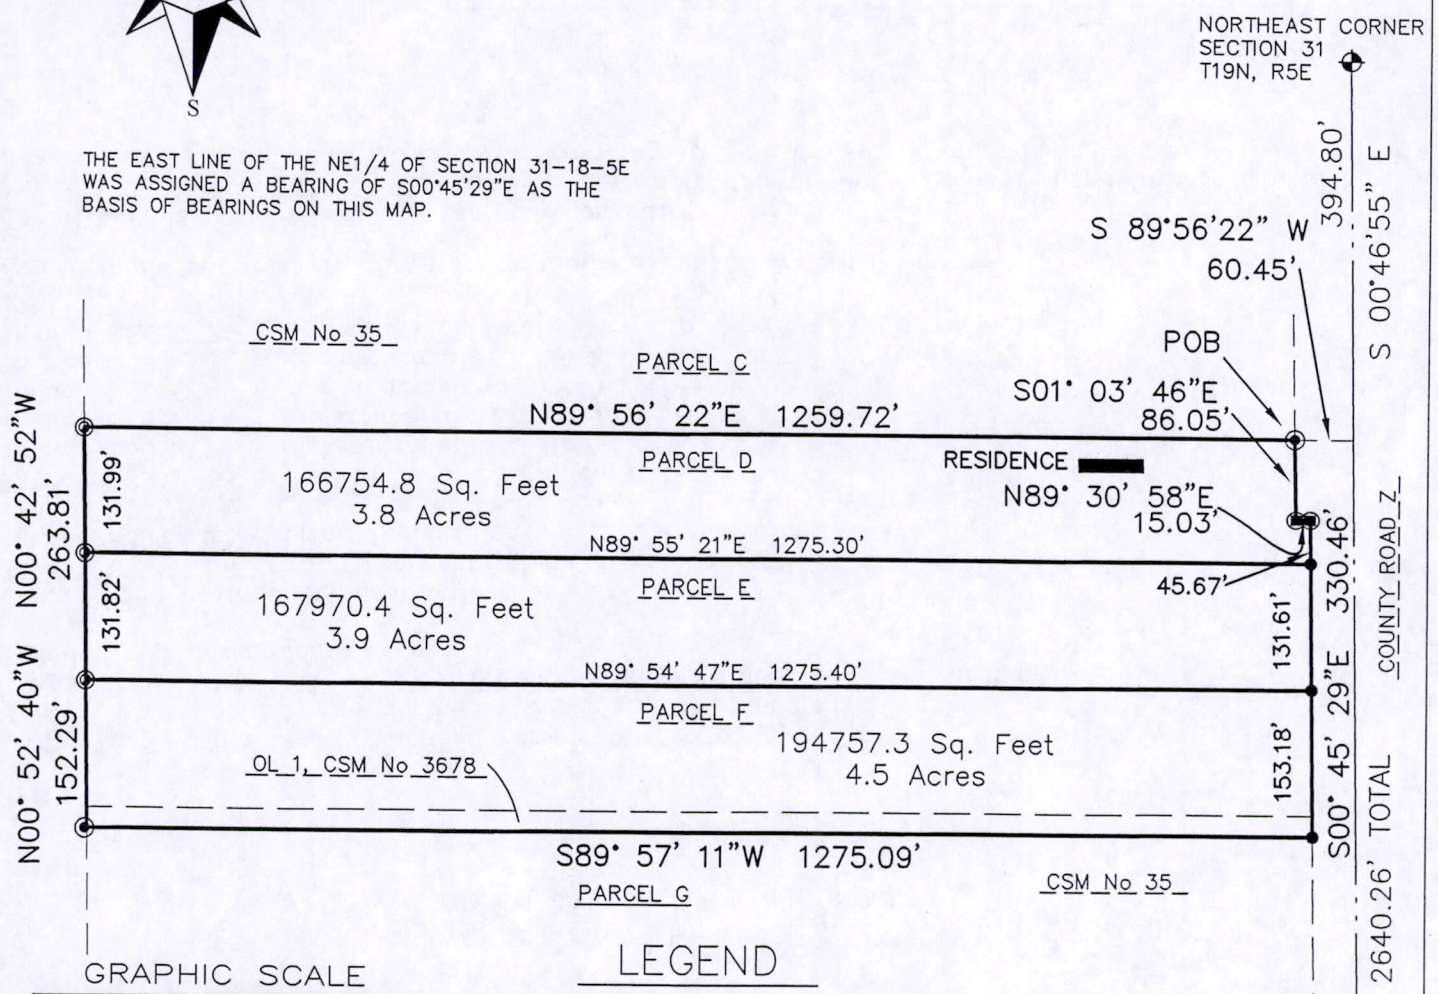 NORTHEAST CORNER
SECTION 31
T19N, R5E
S
THE EAST LINE OF THE NE1/4 OF SECTION 31-18-5E
WAS ASSIGNED A BEARING OF S00°45'29"E AS THE
BASIS OF BEARINGS ON THIS MAP.
394.80'
S 00°46'55" E
S 89°56'22" W
60.45'
CSM No 35
PARCEL C
POB
S01° 03' 46"E
86.05'
N89° 56' 22"E 1259.72'
PARCEL D
RESIDENCE
166754.8 Sq. Feet
3.8 Acres
N89° 30' 58"E
15.03'
N00° 42' 52"W
263.81'
131.99'
N89° 55' 21"E 1275.30'
45.67'
330.46'
COUNTY ROAD Z
PARCEL E
167970.4 Sq. Feet
3.9 Acres
131.82'
131.61'
N89° 54' 47"E 1275.40'
PARCEL F
194757.3 Sq. Feet
4.5 Acres
N00° 52' 40"W
152.29'
OL 1, CSM No 3678
153.18'
S00° 45' 29"E
2640.26' TOTAL
S89° 57' 11"W 1275.09'
PARCEL G
CSM No 35
LEGEND
GRAPHIC SCALE